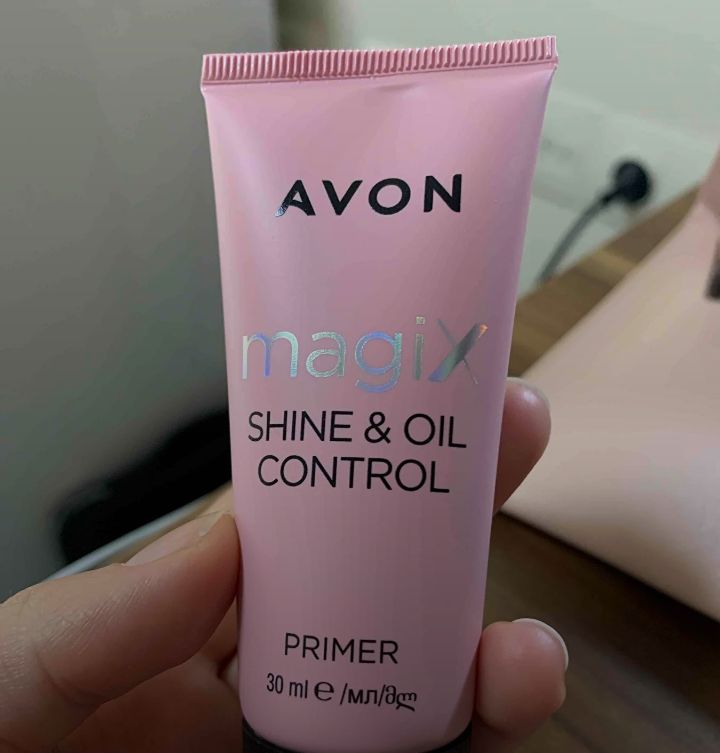 AVON
magix
SHINE & OIL
CONTROL
PRIMER
30 ml ℮ /мл/მლ